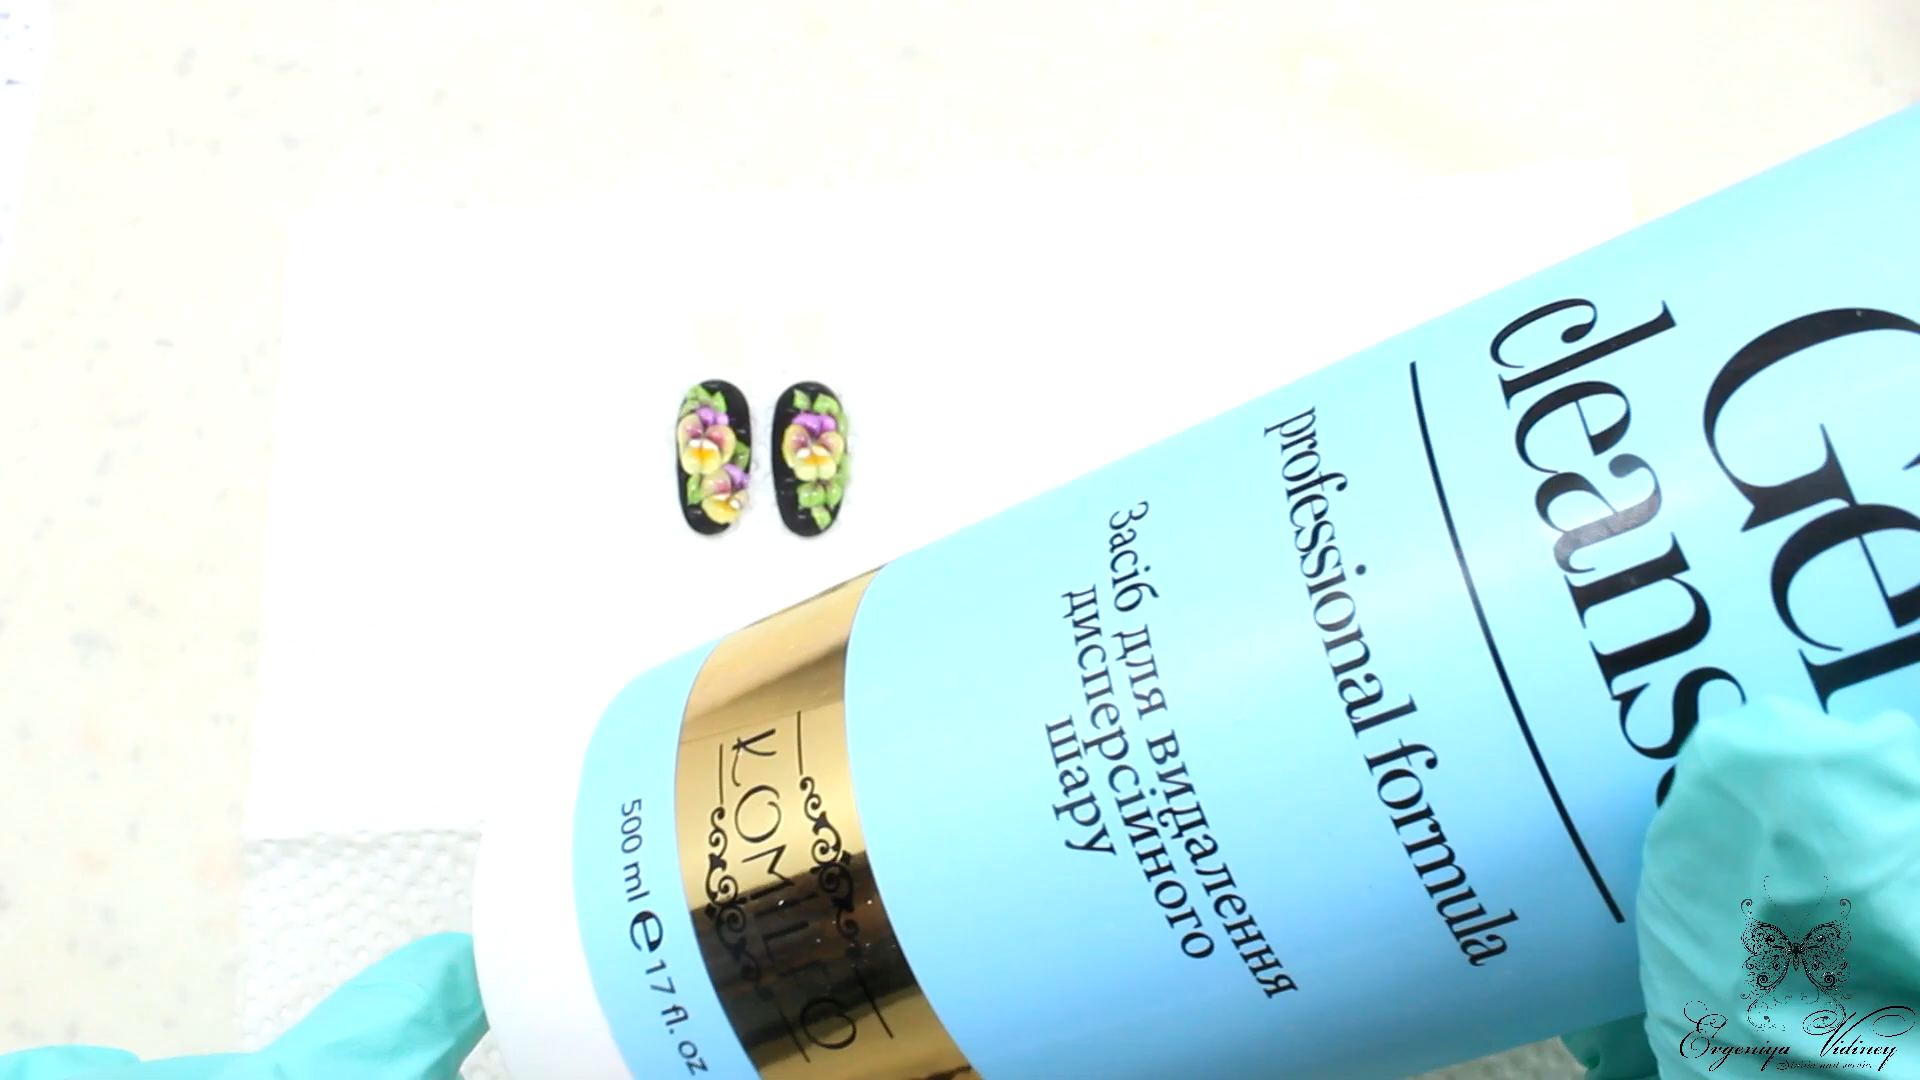 Gel
cleanse
professional formula
Засіб для видалення
дисперсійного
шару
KOMILFO
500 ml e 17 fl. oz
Evgeniya Vidiney